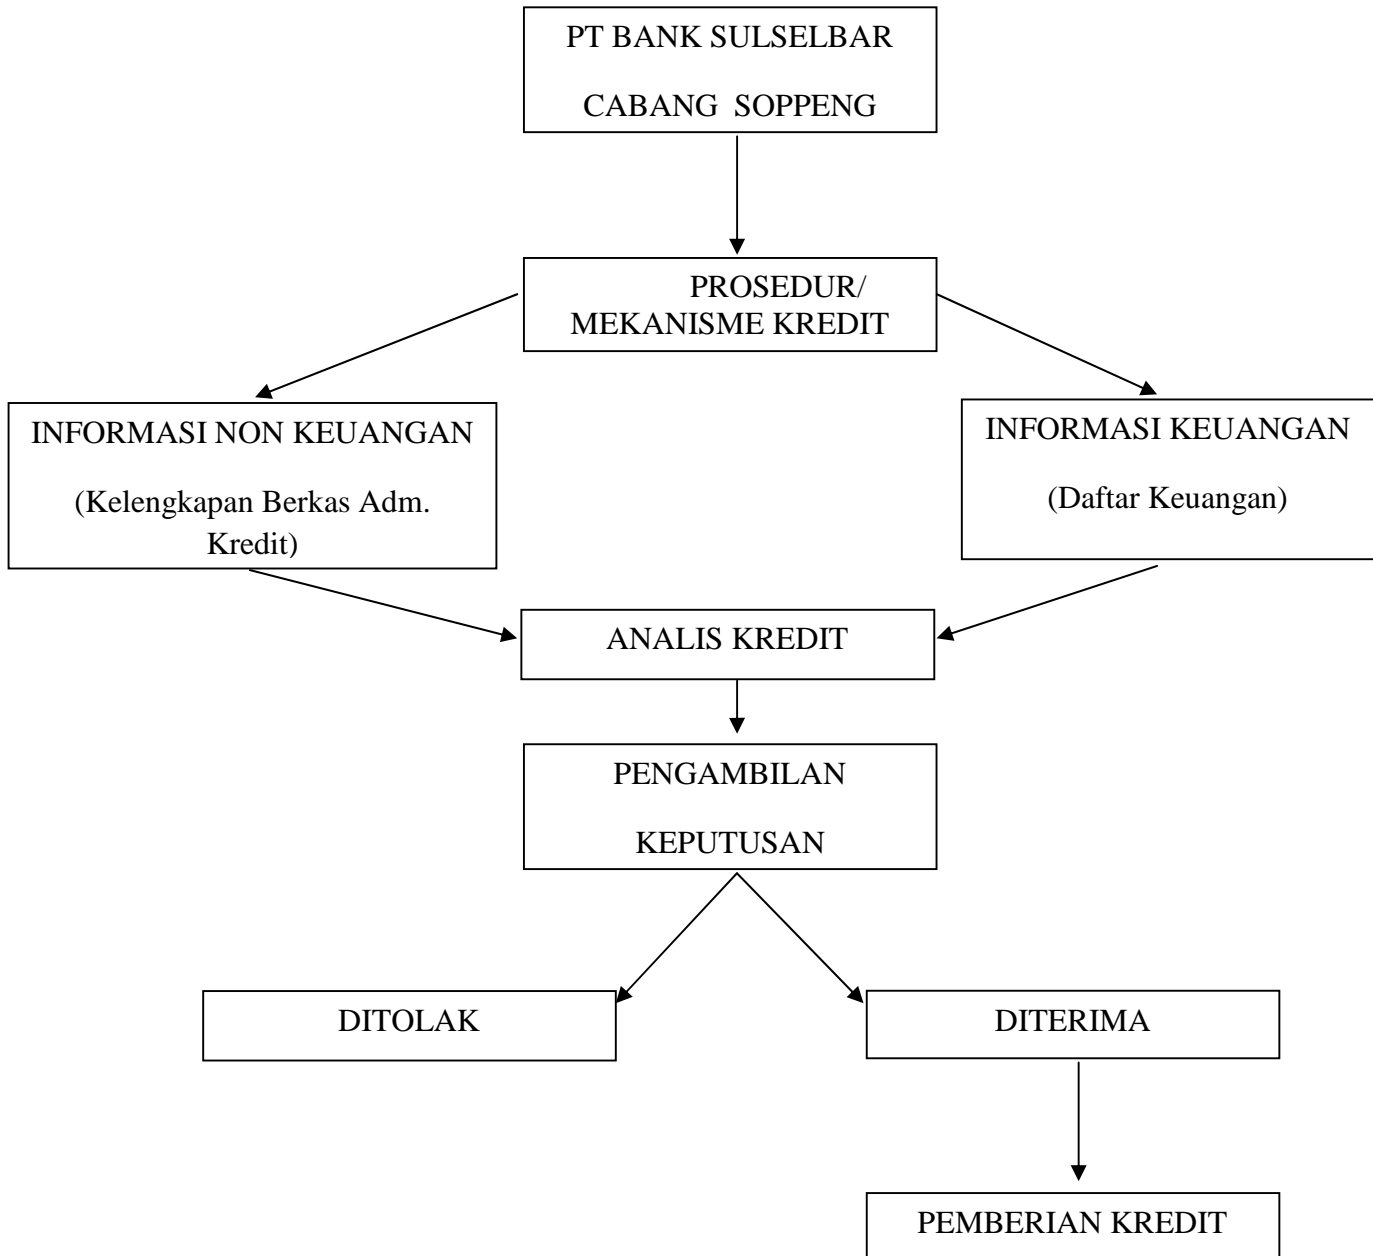 PT BANK SULSELBAR
CABANG SOPPENG
PROSEDUR/
MEKANISME KREDIT
INFORMASI NON KEUANGAN
(Kelengkapan Berkas Adm.
Kredit)
INFORMASI KEUANGAN
(Daftar Keuangan)
ANALIS KREDIT
PENGAMBILAN
KEPUTUSAN
DITOLAK
DITERIMA
PEMBERIAN KREDIT